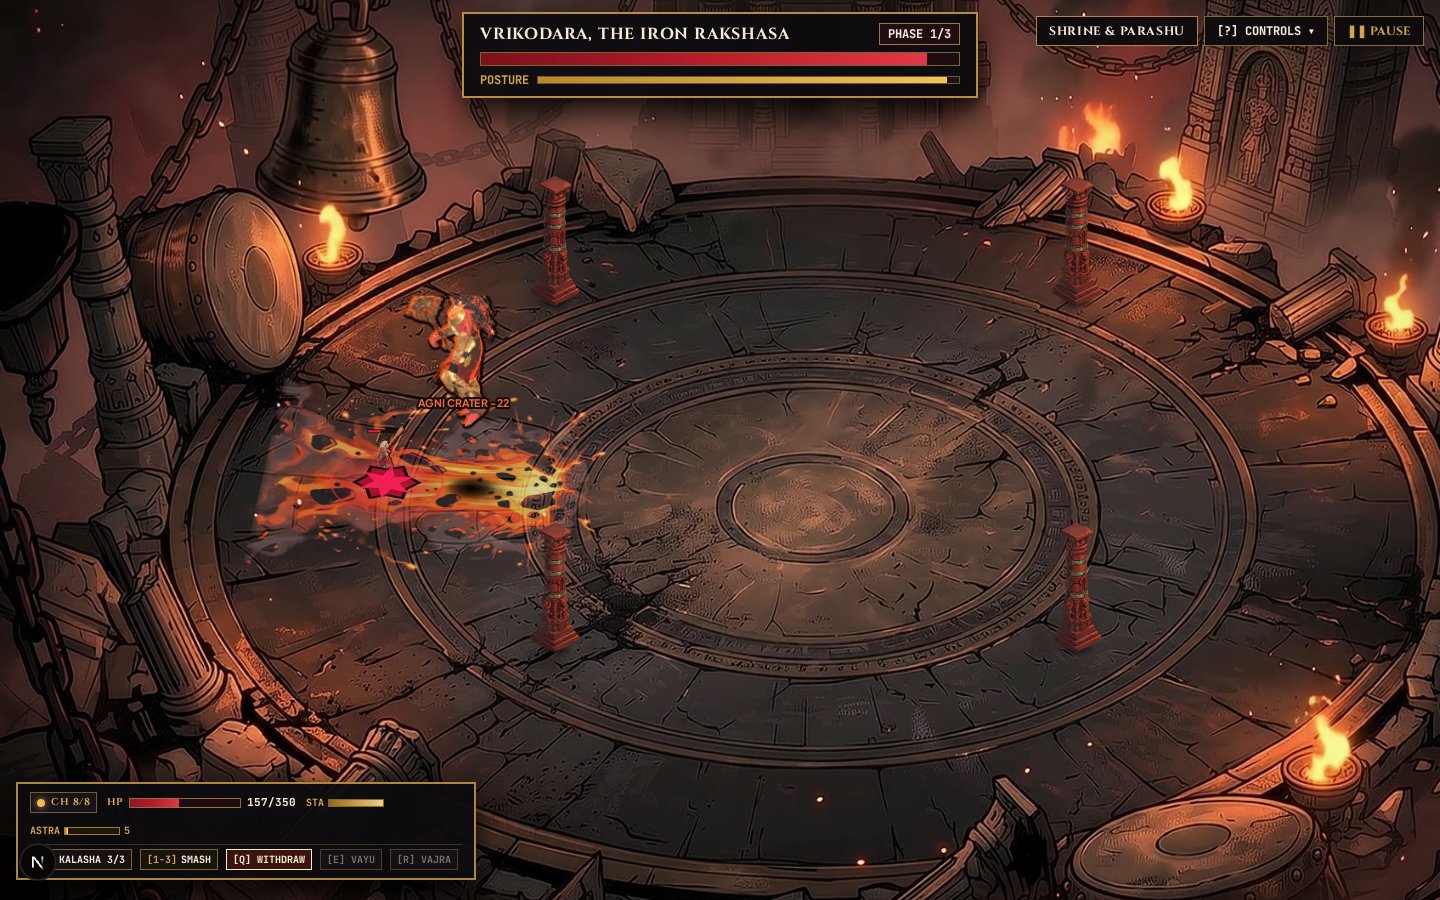 VRIKODARA, THE IRON RAKSHASA
PHASE 1/3
POSTURE
SHRINE & PARASHU
[?] CONTROLS ▾
❚❚ PAUSE
AGNI CRATER -22
CH 8/8
HP
157/350
STA
ASTRA
5
N
KALASHA 3/3
[1-3] SMASH
[Q] WITHDRAW
[E] VAYU
[R] VAJRA